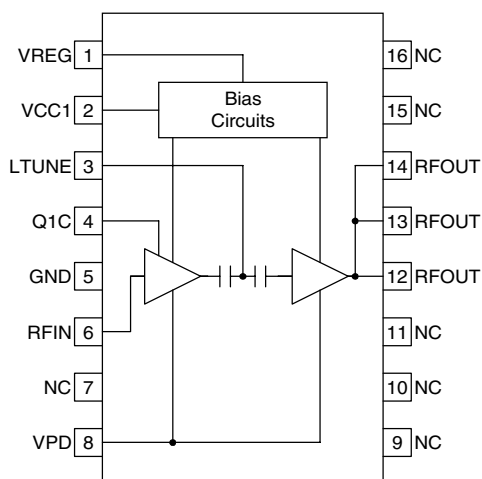 VREG 1
16 NC
Bias
Circuits
VCC1 2
15 NC
LTUNE 3
14 RFOUT
Q1C 4
13 RFOUT
GND 5
12 RFOUT
RFIN 6
11 NC
NC 7
10 NC
VPD 8
9 NC